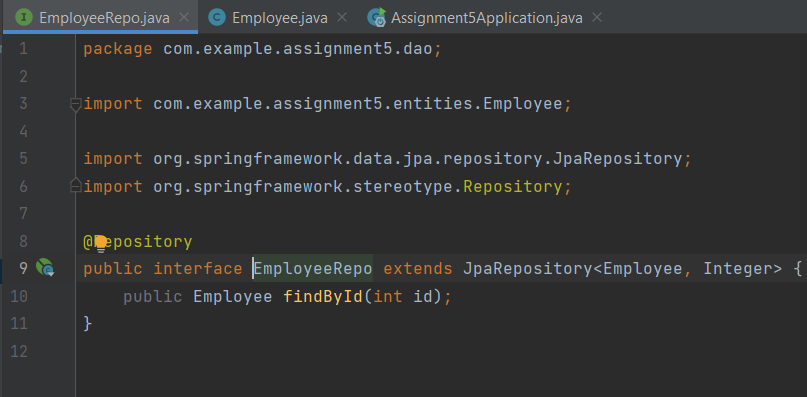 EmployeeRepo.java Employee.java Assignment5Application.java
1 package com.example.assignment5.dao;
2
3 import com.example.assignment5.entities.Employee;
4
5 import org.springframework.data.jpa.repository.JpaRepository;
6 import org.springframework.stereotype.Repository;
7
8 @Repository
9 public interface EmployeeRepo extends JpaRepository<Employee, Integer> {
10 public Employee findById(int id);
11 }
12